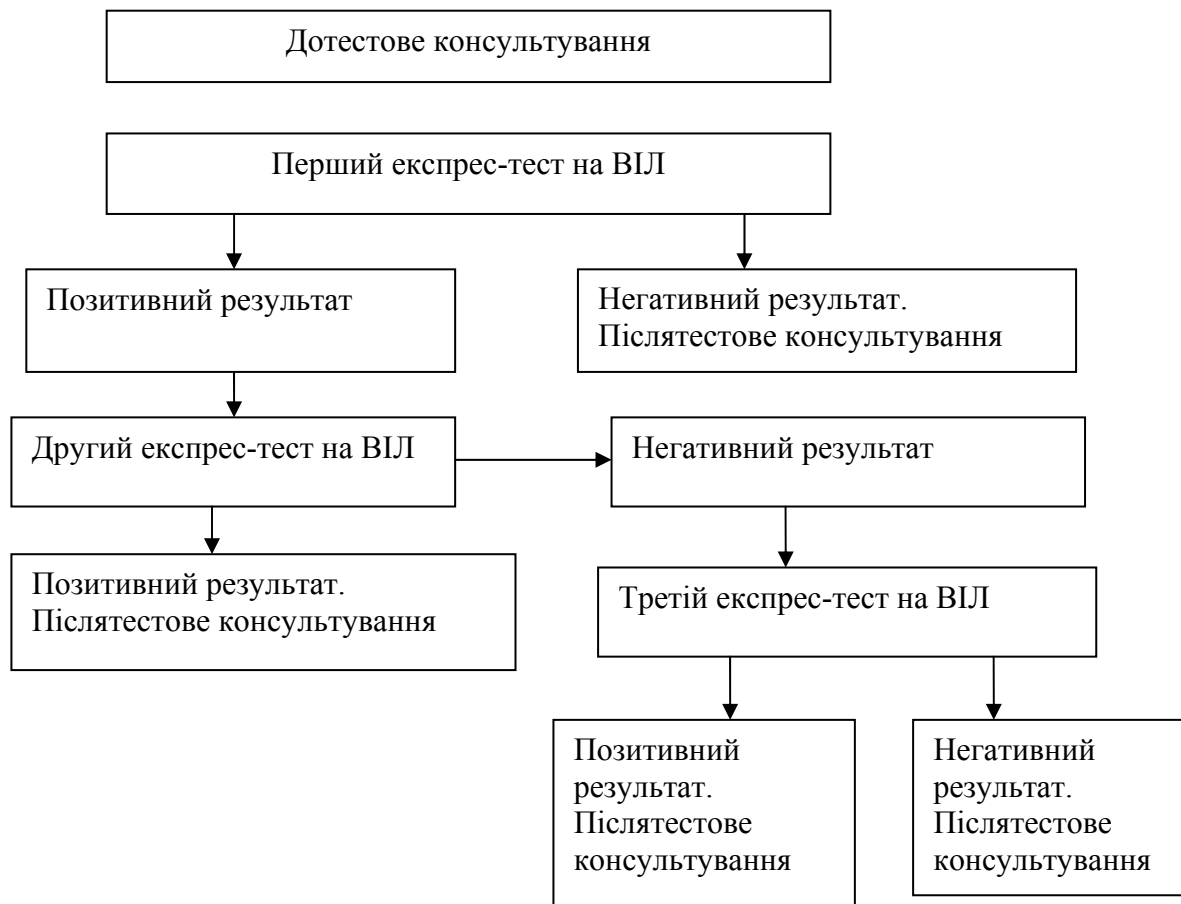 Дотестове консультування
Перший експрес-тест на ВІЛ
Позитивний результат
Негативний результат.
Післятестове консультування
Другий експрес-тест на ВІЛ
Негативний результат
Позитивний результат.
Післятестове консультування
Третій експрес-тест на ВІЛ
Позитивний
результат.
Післятестове
консультування
Негативний
результат.
Післятестове
консультування